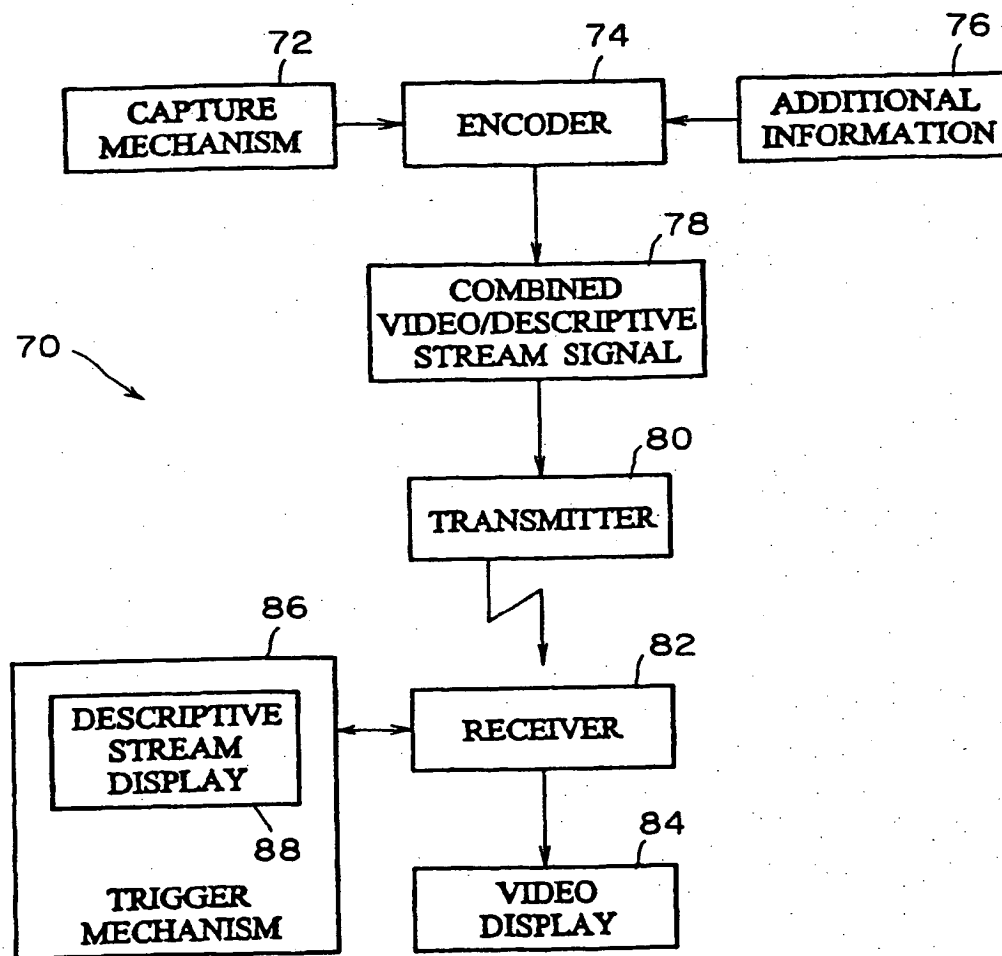 72
74
76
CAPTURE
MECHANISM
ENCODER
ADDITIONAL
INFORMATION
78
COMBINED
VIDEO/DESCRIPTIVE
STREAM SIGNAL
70
80
TRANSMITTER
86
82
DESCRIPTIVE
STREAM
DISPLAY
RECEIVER
88
84
TRIGGER
MECHANISM
VIDEO
DISPLAY